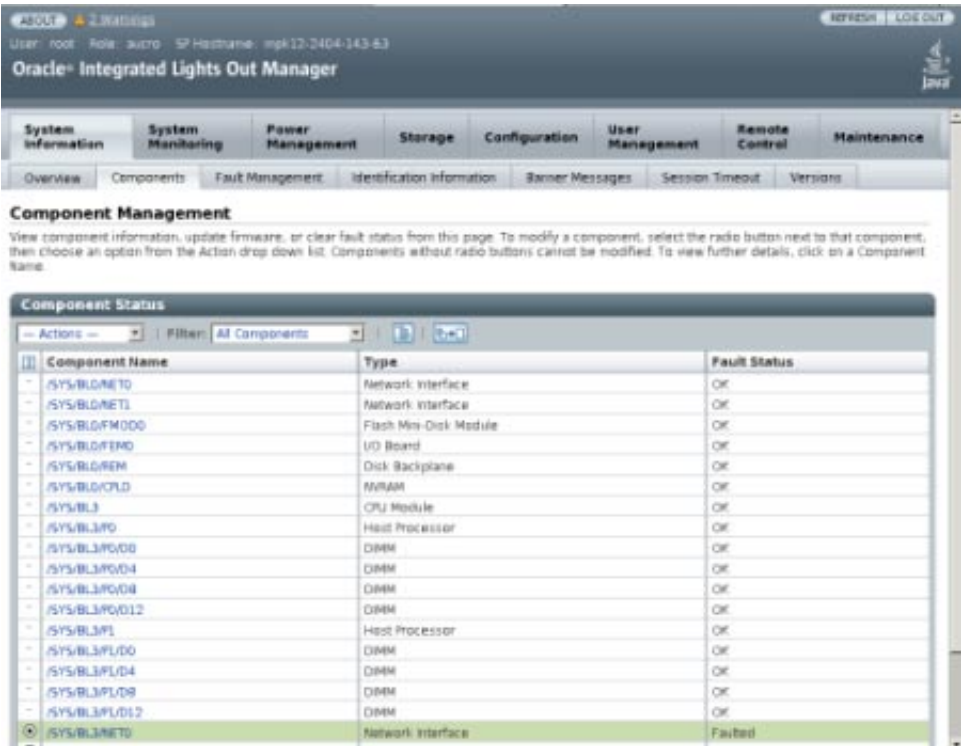 ABOUT 2 Warnings REFRESH LOG OUT
User: root Role: aucro SP Hostname: mpk12-2404-143-63
Oracle® Integrated Lights Out Manager
Java
System Information System Monitoring Power Management Storage Configuration User Management Remote Control Maintenance
Overview Components Fault Management Identification Information Banner Messages Session Timeout Versions
Component Management
View component information, update firmware, or clear fault status from this page. To modify a component, select the radio button next to that component,
then choose an option from the Action drop down list. Components without radio buttons cannot be modified. To view further details, click on a Component
Name.
Component Status
— Actions — Filter: All Components
Component Name Type Fault Status
- /SYS/BL0/NET0 Network Interface OK
- /SYS/BL0/NET1 Network Interface OK
- /SYS/BL0/FMOD0 Flash Mini-Disk Module OK
- /SYS/BL0/FEM0 I/O Board OK
- /SYS/BL0/REM Disk Backplane OK
- /SYS/BL0/CPLD NVRAM OK
- /SYS/BL3 CPU Module OK
- /SYS/BL3/P0 Host Processor OK
- /SYS/BL3/P0/D0 DIMM OK
- /SYS/BL3/P0/D4 DIMM OK
- /SYS/BL3/P0/D8 DIMM OK
- /SYS/BL3/P0/D12 DIMM OK
- /SYS/BL3/P1 Host Processor OK
- /SYS/BL3/P1/D0 DIMM OK
- /SYS/BL3/P1/D4 DIMM OK
- /SYS/BL3/P1/D8 DIMM OK
- /SYS/BL3/P1/D12 DIMM OK
/SYS/BL3/NET0 Network Interface Faulted